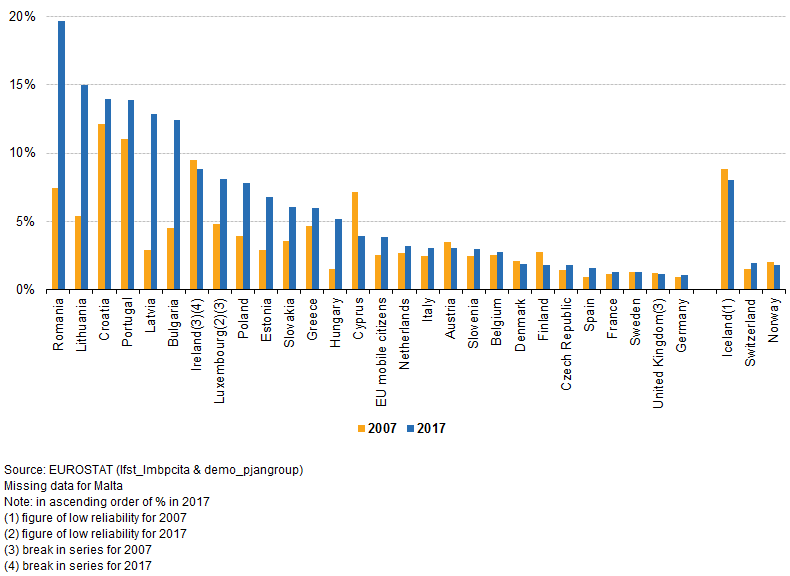 20%
15%
10%
5%
0%
Romania
Lithuania
Croatia
Portugal
Latvia
Bulgaria
Ireland(3)(4)
Luxembourg(2)(3)
Poland
Estonia
Slovakia
Greece
Hungary
Cyprus
EU mobile citizens
Netherlands
Italy
Austria
Slovenia
Belgium
Denmark
Finland
Czech Republic
Spain
France
Sweden
United Kingdom(3)
Germany
Iceland(1)
Switzerland
Norway
2007 2017
Source: EUROSTAT (lfst_lmbpcita & demo_pjangroup)
Missing data for Malta
Note: in ascending order of % in 2017
(1) figure of low reliability for 2007
(2) figure of low reliability for 2017
(3) break in series for 2007
(4) break in series for 2017